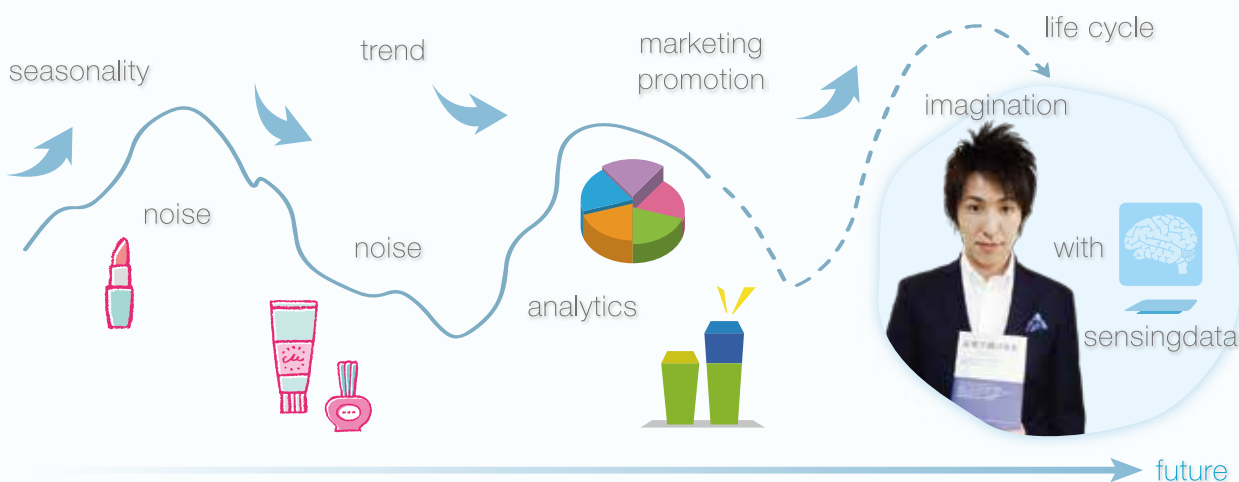 seasonality
trend
marketing
promotion
life cycle
imagination
noise
noise
analytics
with
sensingdata
future